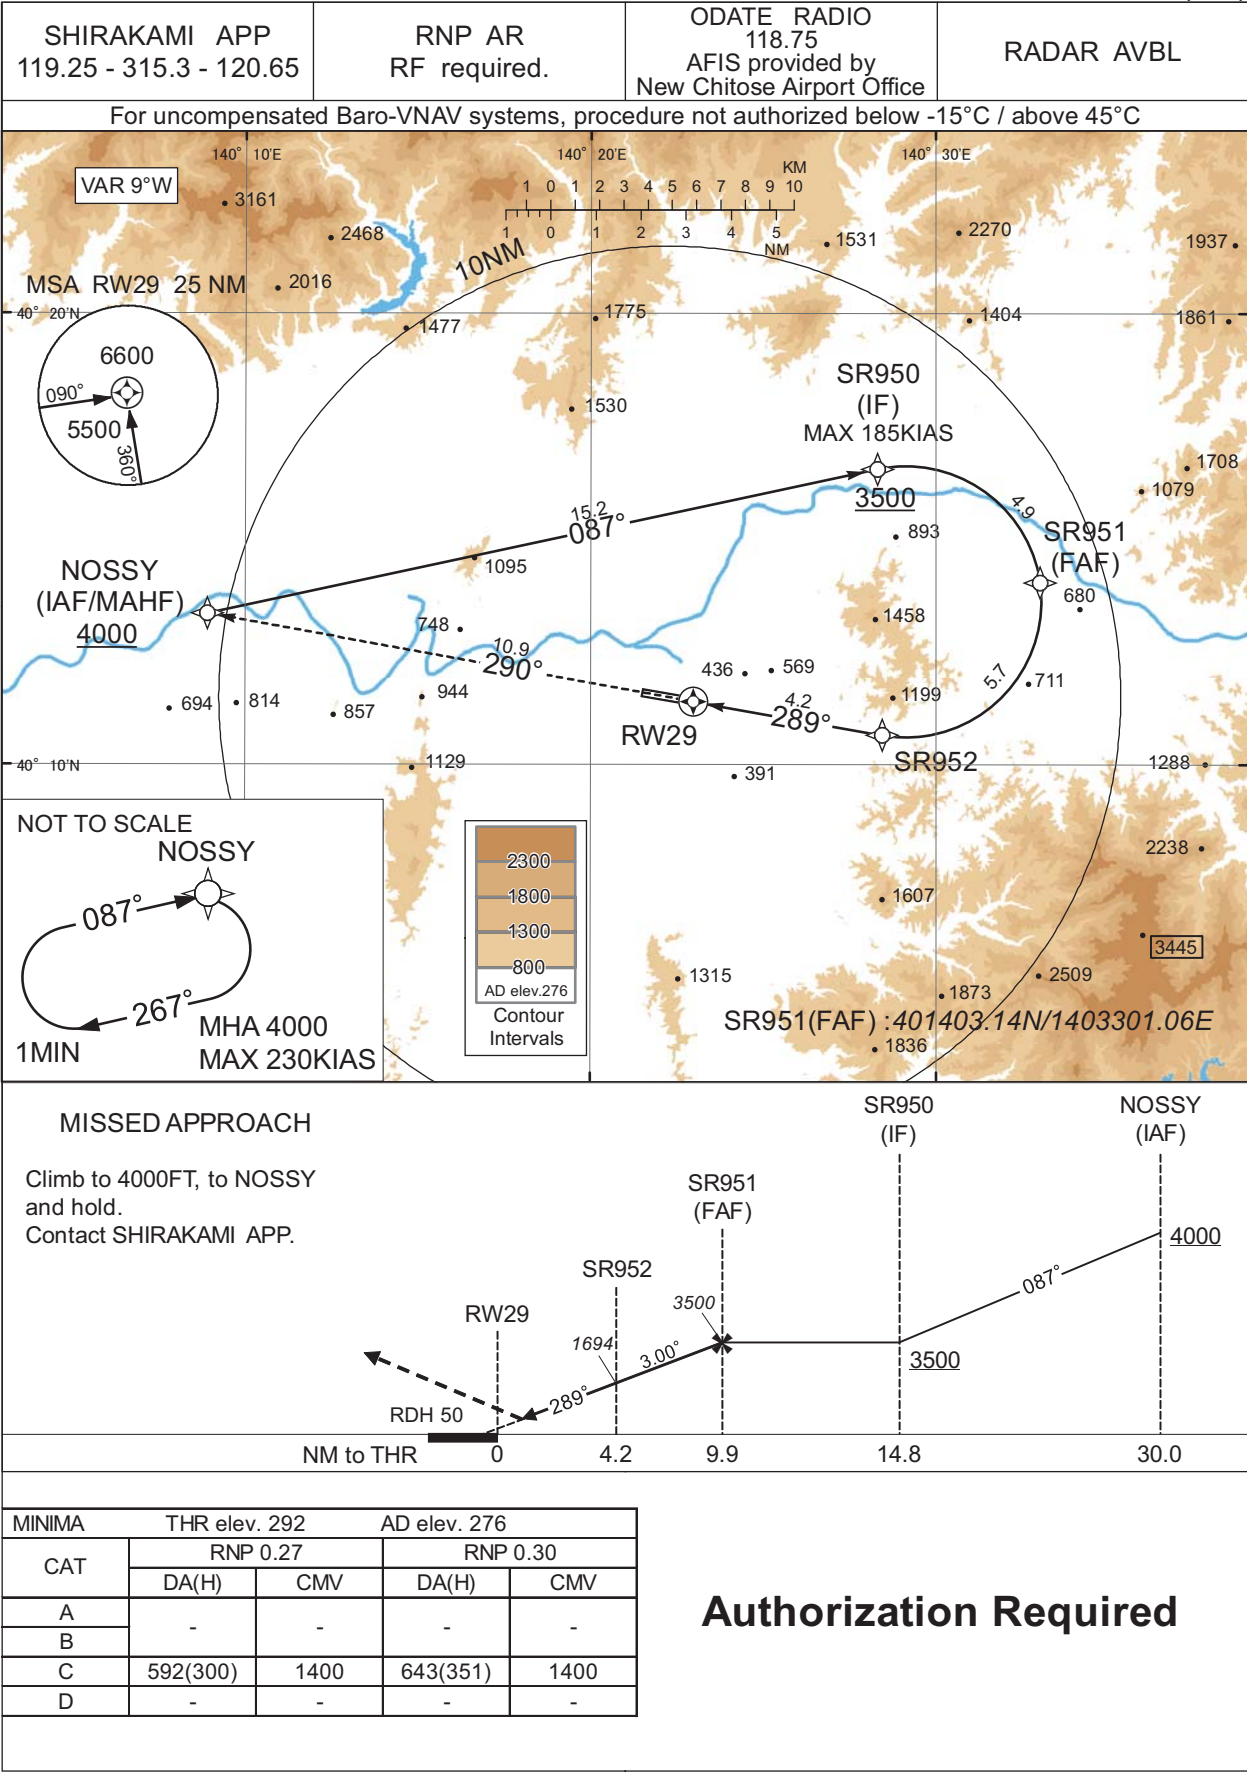 SHIRAKAMI APP
119.25 - 315.3 - 120.65
RNP AR
RF required.
ODATE RADIO
118.75
AFIS provided by
New Chitose Airport Office
RADAR AVBL
For uncompensated Baro-VNAV systems, procedure not authorized below -15°C / above 45°C
140° 10'E
140° 20'E
140° 30'E
VAR 9°W
KM
1 0 1 2 3 4 5 6 7 8 9 10
1 0 1 2 3 4 5
NM
3161
2468
2016
1531
2270
1937
10NM
MSA RW29 25 NM
40° 20'N
1477
1775
1404
1861
6600
090°
5500
360°
1530
SR950
(IF)
MAX 185KIAS
3500
1708
1079
15.2
087°
4.9
893
SR951
(FAF)
1095
NOSSY
(IAF/MAHF)
4000
680
748
1458
10.9
290°
436
569
5.7
711
694
814
857
944
1199
4.2
289°
RW29
SR952
40° 10'N
1129
391
1288
NOT TO SCALE
NOSSY
087°
267°
1MIN
MHA 4000
MAX 230KIAS
2300
1800
1300
800
AD elev.276
Contour
Intervals
2238
1607
3445
1315
2509
1873
SR951(FAF) :401403.14N/1403301.06E
1836
MISSED APPROACH
Climb to 4000FT, to NOSSY
and hold.
Contact SHIRAKAMI APP.
SR950
(IF)
NOSSY
(IAF)
SR951
(FAF)
4000
SR952
087°
3500
RW29
1694
3.00°
3500
289°
RDH 50
NM to THR 0 4.2 9.9 14.8 30.0
MINIMA THR elev. 292 AD elev. 276
CAT RNP 0.27 RNP 0.30
DA(H) CMV DA(H) CMV
A
- - - -
B
C 592(300) 1400 643(351) 1400
D - - - -
Authorization Required